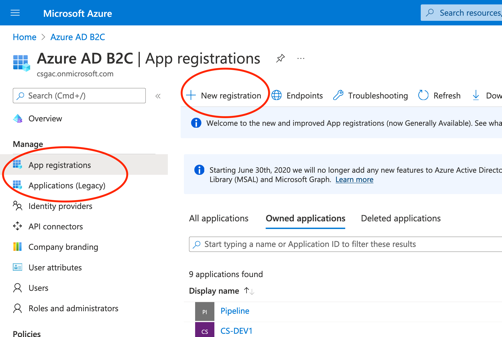 Microsoft Azure
Search resources,
Home > Azure AD B2C
Azure AD B2C | App registrations
csgac.onmicrosoft.com
Search (Cmd+/)
«
New registration
Endpoints
Troubleshooting
Refresh
Dow
Overview
Welcome to the new and improved App registrations (now Generally Available). See wha
Manage
App registrations
Applications (Legacy)
Identity providers
API connectors
Company branding
User attributes
Users
Roles and administrators
Policies
Starting June 30th, 2020 we will no longer add any new features to Azure Active Direc
Library (MSAL) and Microsoft Graph. Learn more
All applications
Owned applications
Deleted applications
Start typing a name or Application ID to filter these results
9 applications found
Display name ↑↓
PI
Pipeline
CS
CS-DEV1